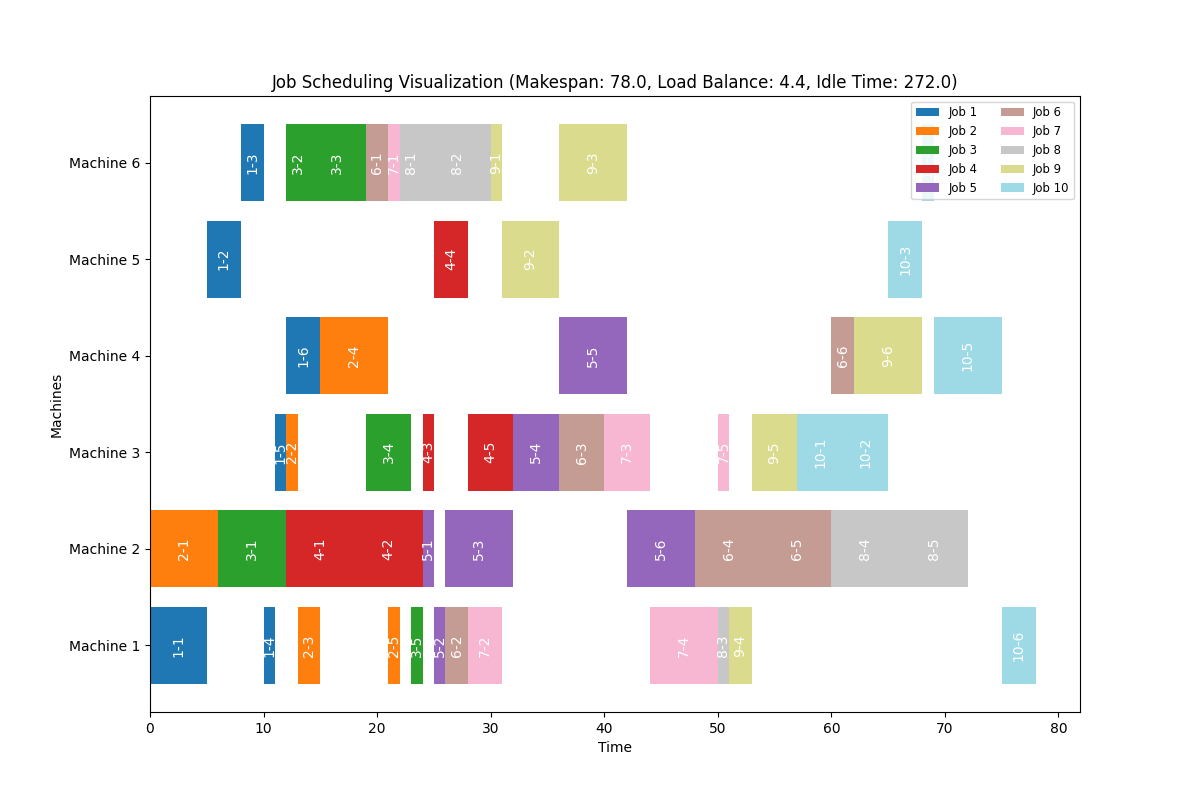 Job Scheduling Visualization (Makespan: 78.0, Load Balance: 4.4, Idle Time: 272.0)
Job 1 Job 6
Job 2 Job 7
Job 3 Job 8
Job 4 Job 9
Job 5 Job 10
Machines
Machine 6
1-3 3-2 3-3 6-1 7-1 8-1 8-2 9-1 9-3
Machine 5
1-2 4-4 9-2 10-3
Machine 4
1-6 2-4 5-5 6-6 9-6 10-5
Machine 3
1-5 2-2 3-4 4-3 4-5 5-4 6-3 7-3 7-5 9-5 10-1 10-2
Machine 2
2-1 3-1 4-1 4-2 5-1 5-3 5-6 6-4 6-5 8-4 8-5
Machine 1
1-1 1-4 2-3 2-5 3-5 5-2 6-2 7-2 7-4 8-3 9-4 10-6
0 10 20 30 40 50 60 70 80
Time